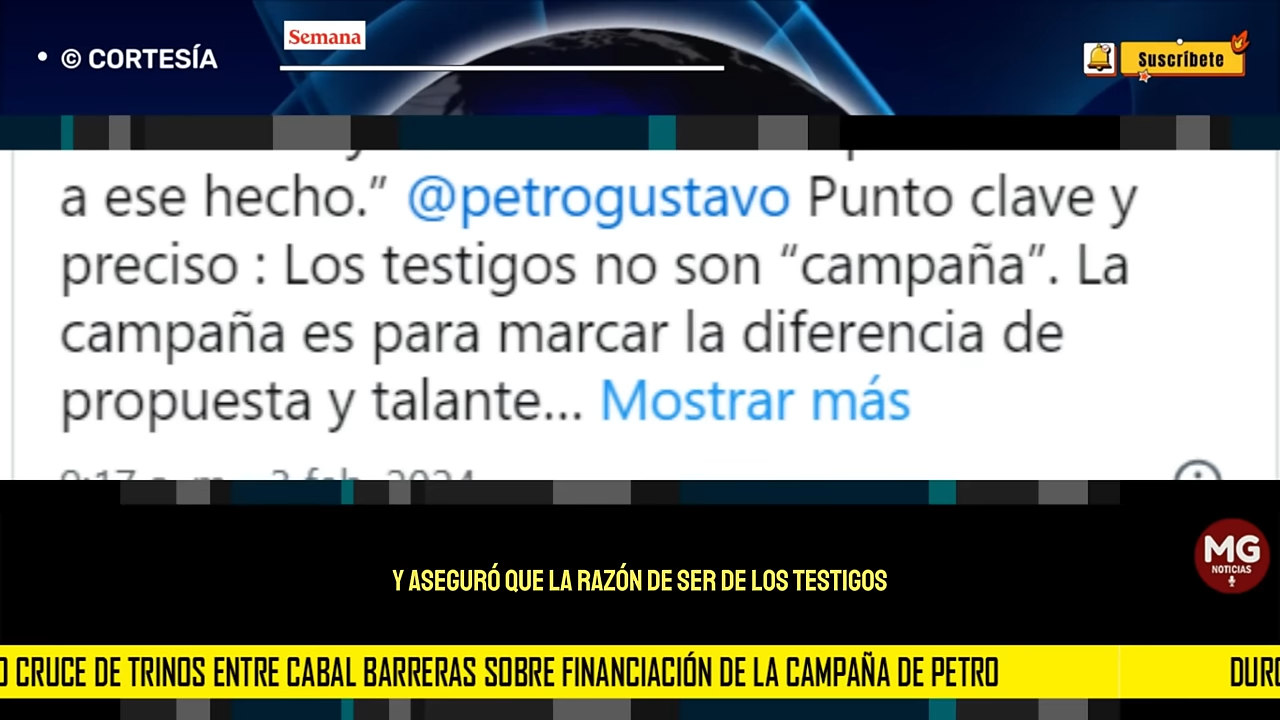 • © CORTESÍA
Semana
Suscríbete
a ese hecho.” @petrogustavo Punto clave y
preciso : Los testigos no son “campaña”. La
campaña es para marcar la diferencia de
propuesta y talante... Mostrar más
MG
NOTICIAS
Y ASEGURÓ QUE LA RAZÓN DE SER DE LOS TESTIGOS
O CRUCE DE TRINOS ENTRE CABAL BARRERAS SOBRE FINANCIACIÓN DE LA CAMPAÑA DE PETRO